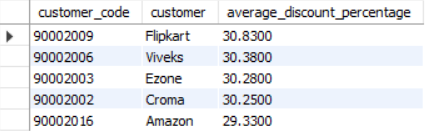 customer_code customer average_discount_percentage
90002009 Flipkart 30.8300
90002006 Viveks 30.3800
90002003 Ezone 30.2800
90002002 Croma 30.2500
90002016 Amazon 29.3300